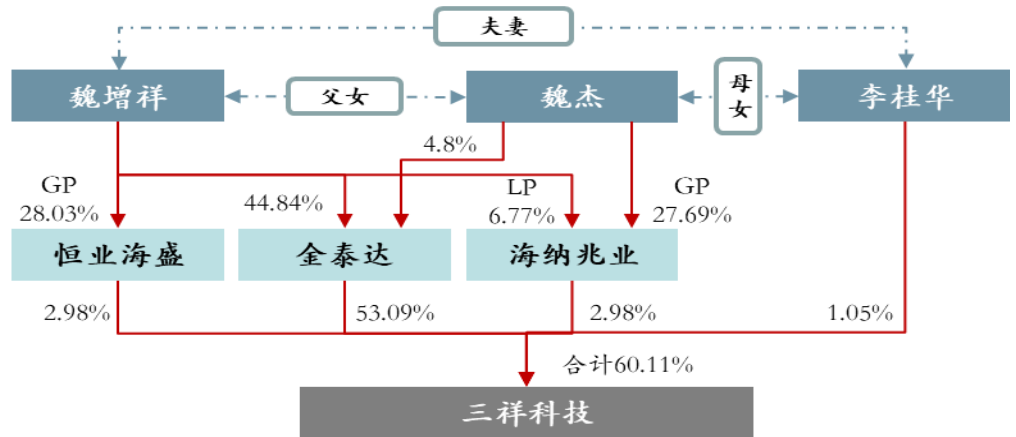 夫妻
魏增祥
父女
魏杰
母女
李桂华
4.8%
GP
28.03%
44.84%
LP
6.77%
GP
27.69%
恒业海盛
金泰达
海纳兆业
2.98%
53.09%
2.98%
1.05%
合计60.11%
三祥科技